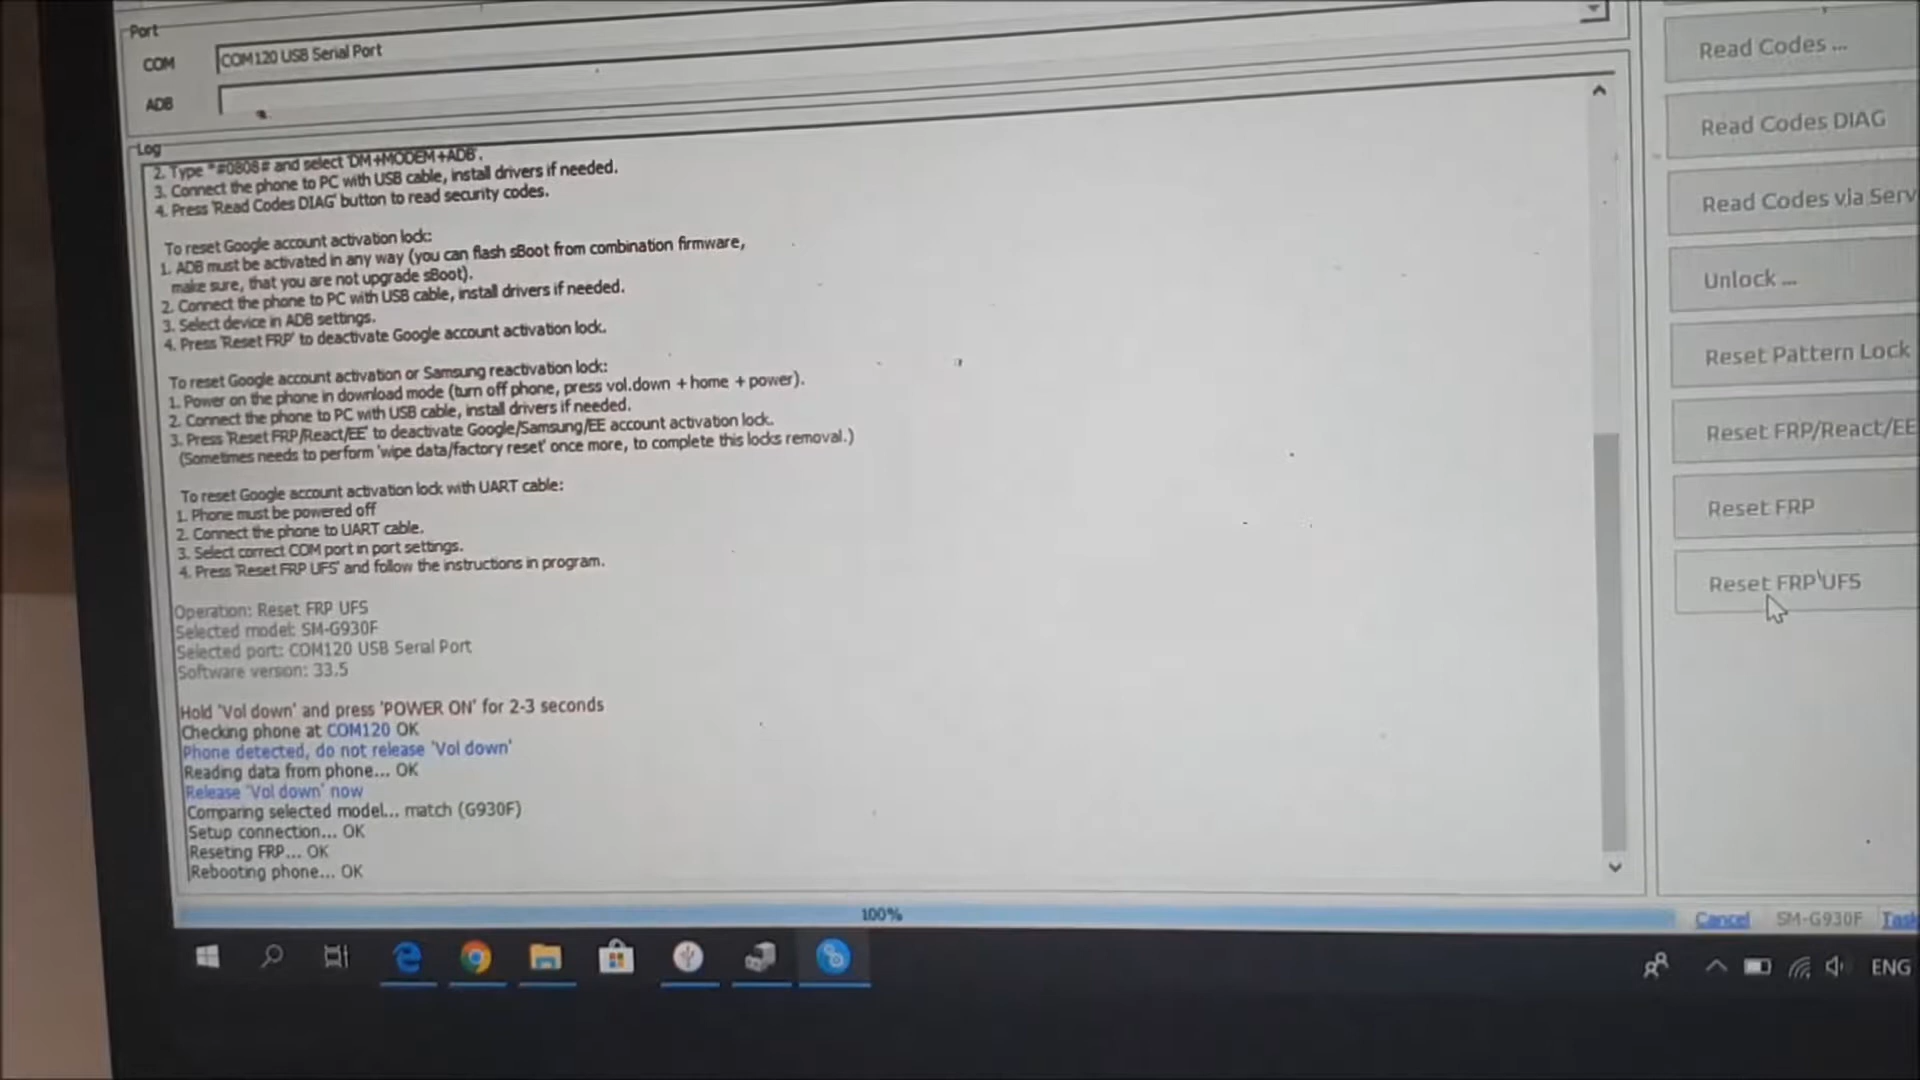 Port
COM
COM120 USB Serial Port
ADB
Log
2. Type *#0808# and select 'DM+MODEM+ADB'.
3. Connect the phone to PC with USB cable, install drivers if needed.
4. Press 'Read Codes DIAG' button to read security codes.
To reset Google account activation lock:
1. ADB must be activated in any way (you can flash sBoot from combination firmware,
make sure, that you are not upgrade sBoot).
2. Connect the phone to PC with USB cable, install drivers if needed.
3. Select device in ADB settings.
4. Press 'Reset FRP' to deactivate Google account activation lock.
To reset Google account activation or Samsung reactivation lock:
1. Power on the phone in download mode (turn off phone, press vol.down + home + power).
2. Connect the phone to PC with USB cable, install drivers if needed.
3. Press 'Reset FRP/React/EE' to deactivate Google/Samsung/EE account activation lock.
(Sometimes needs to perform 'wipe data/factory reset' once more, to complete this locks removal.)
To reset Google account activation lock with UART cable:
1. Phone must be powered off
2. Connect the phone to UART cable.
3. Select correct COM port in port settings.
4. Press 'Reset FRP UFS' and follow the instructions in program.
Operation: Reset FRP UFS
Selected model: SM-G930F
Selected port: COM120 USB Serial Port
Software version: 33.5
Hold 'Vol down' and press 'POWER ON' for 2-3 seconds
Checking phone at COM120 OK
Phone detected, do not release 'Vol down'
Reading data from phone... OK
Release 'Vol down' now
Comparing selected model... match (G930F)
Setup connection... OK
Reseting FRP... OK
Rebooting phone... OK
100%
Read Codes ...
Read Codes DIAG
Read Codes via Serv
Unlock ...
Reset Pattern Lock
Reset FRP/React/EE
Reset FRP
Reset FRP UFS
Cancel SM-G930F Task
ENG